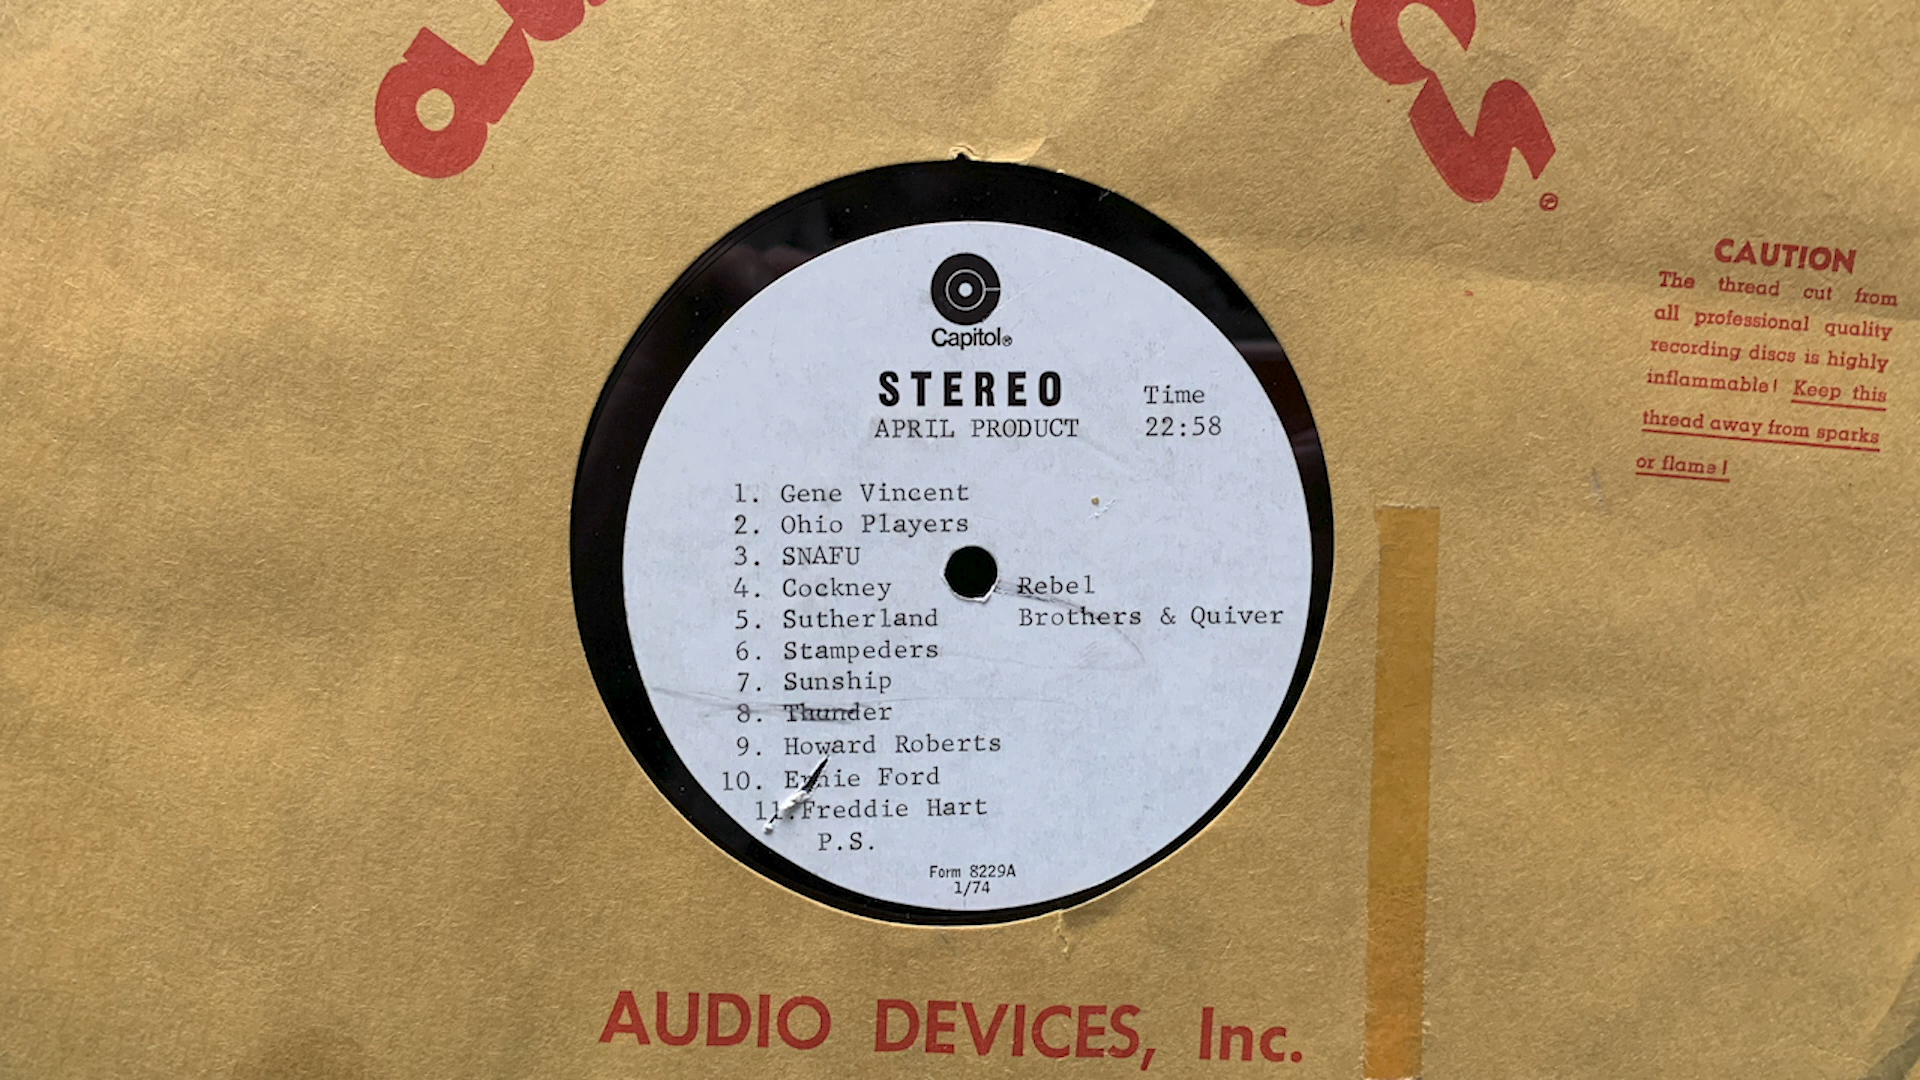 Capitol®
STEREO
Time
APRIL PRODUCT
22:58
1. Gene Vincent
2. Ohio Players
3. SNAFU
4. Cockney Rebel
5. Sutherland Brothers & Quiver
6. Stampeders
7. Sunship
8. Thunder
9. Howard Roberts
10. Ernie Ford
11.Freddie Hart
P.S.
Form 8229A
1/74
CAUTION
The thread cut from
all professional quality
recording discs is highly
inflammable! Keep this
thread away from sparks
or flame!
AUDIO DEVICES, Inc.